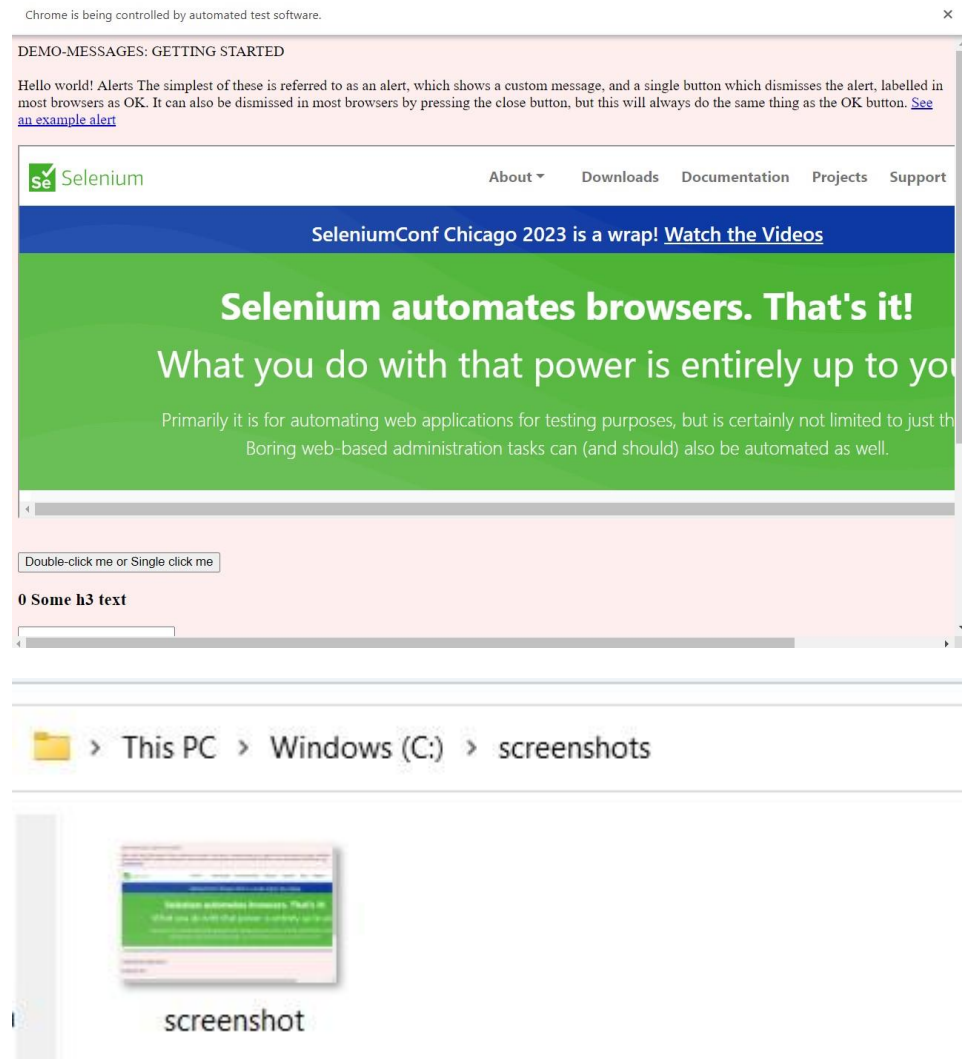 Chrome is being controlled by automated test software.
DEMO-MESSAGES: GETTING STARTED
Hello world! Alerts The simplest of these is referred to as an alert, which shows a custom message, and a single button which dismisses the alert, labelled in
most browsers as OK. It can also be dismissed in most browsers by pressing the close button, but this will always do the same thing as the OK button. See
an example alert
Se Selenium About Downloads Documentation Projects Support
SeleniumConf Chicago 2023 is a wrap! Watch the Videos
Selenium automates browsers. That's it!
What you do with that power is entirely up to you
Primarily it is for automating web applications for testing purposes, but is certainly not limited to just th
Boring web-based administration tasks can (and should) also be automated as well.
Double-click me or Single click me
0 Some h3 text
> This PC > Windows (C:) > screenshots
Selenium automates browsers. That's it!
screenshot